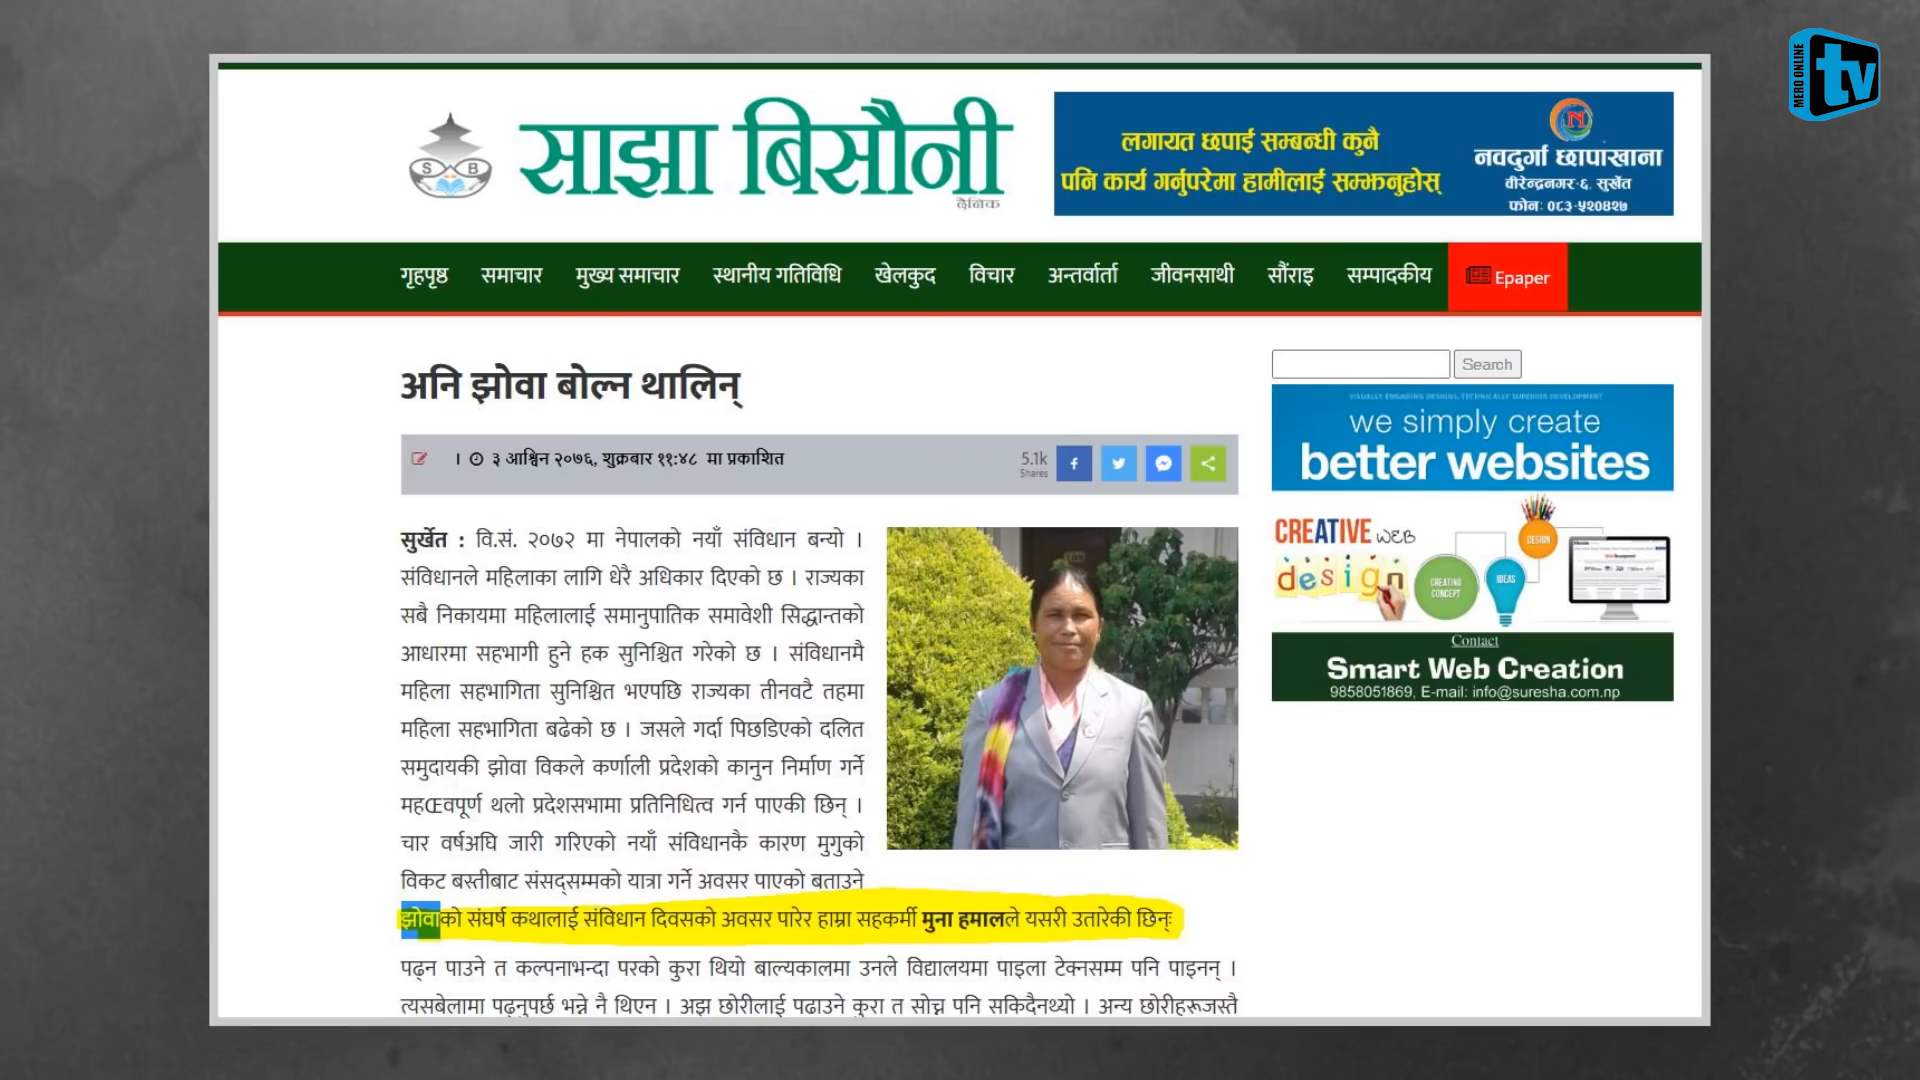 MERO ONLINE
tv
S B
साझा बिसौनी
दैनिक
लगायत छपाई सम्बन्धी कुनै
पनि कार्य गर्नुपरेमा हामीलाई सम्झनुहोस्
N
नवदुर्गा छापाखाना
वीरेन्द्रनगर-६, सुर्खेत
फोनः ०८३-५२०४२७
गृहपृष्ठ समाचार मुख्य समाचार स्थानीय गतिविधि खेलकुद विचार अन्तर्वार्ता जीवनसाथी सौंराइ सम्पादकीय Epaper
अनि झोवा बोल्न थालिन्
। ३ आश्विन २०७६, शुक्रबार ११:४८ मा प्रकाशित
5.1k
Shares
सुर्खेत : वि.सं. २०७२ मा नेपालको नयाँ संविधान बन्यो ।
संविधानले महिलाका लागि धेरै अधिकार दिएको छ । राज्यका
सबै निकायमा महिलालाई समानुपातिक समावेशी सिद्धान्तको
आधारमा सहभागी हुने हक सुनिश्चित गरेको छ । संविधानमै
महिला सहभागिता सुनिश्चित भएपछि राज्यका तीनवटै तहमा
महिला सहभागिता बढेको छ । जसले गर्दा पिछडिएको दलित
समुदायकी झोवा विकले कर्णाली प्रदेशको कानुन निर्माण गर्ने
महŒवपूर्ण थलो प्रदेशसभामा प्रतिनिधित्व गर्न पाएकी छिन् ।
चार वर्षअघि जारी गरिएको नयाँ संविधानकै कारण मुगुको
विकट बस्तीबाट संसद्सम्मको यात्रा गर्ने अवसर पाएको बताउने
झोवाको संघर्ष कथालाई संविधान दिवसको अवसर पारेर हाम्रा सहकर्मी मुना हमालले यसरी उतारेकी छिन्ः
पढ्न पाउने त कल्पनाभन्दा परको कुरा थियो बाल्यकालमा उनले विद्यालयमा पाइला टेक्नसम्म पनि पाइनन् ।
त्यसबेलामा पढ्नुपर्छ भन्ने नै थिएन । अझ छोरीलाई पढाउने कुरा त सोच्न पनि सकिदैनथ्यो । अन्य छोरीहरूजस्तै
Search
VISUALLY ENGAGING DESIGNS, TECHNICALLY SUPERIOR DEVELOPMENT
we simply create
better websites
CREATIVE WEB
design
CREATING
CONCEPT
IDEAS
DESIGN
Contact
Smart Web Creation
9858051869, E-mail: info@suresha.com.np